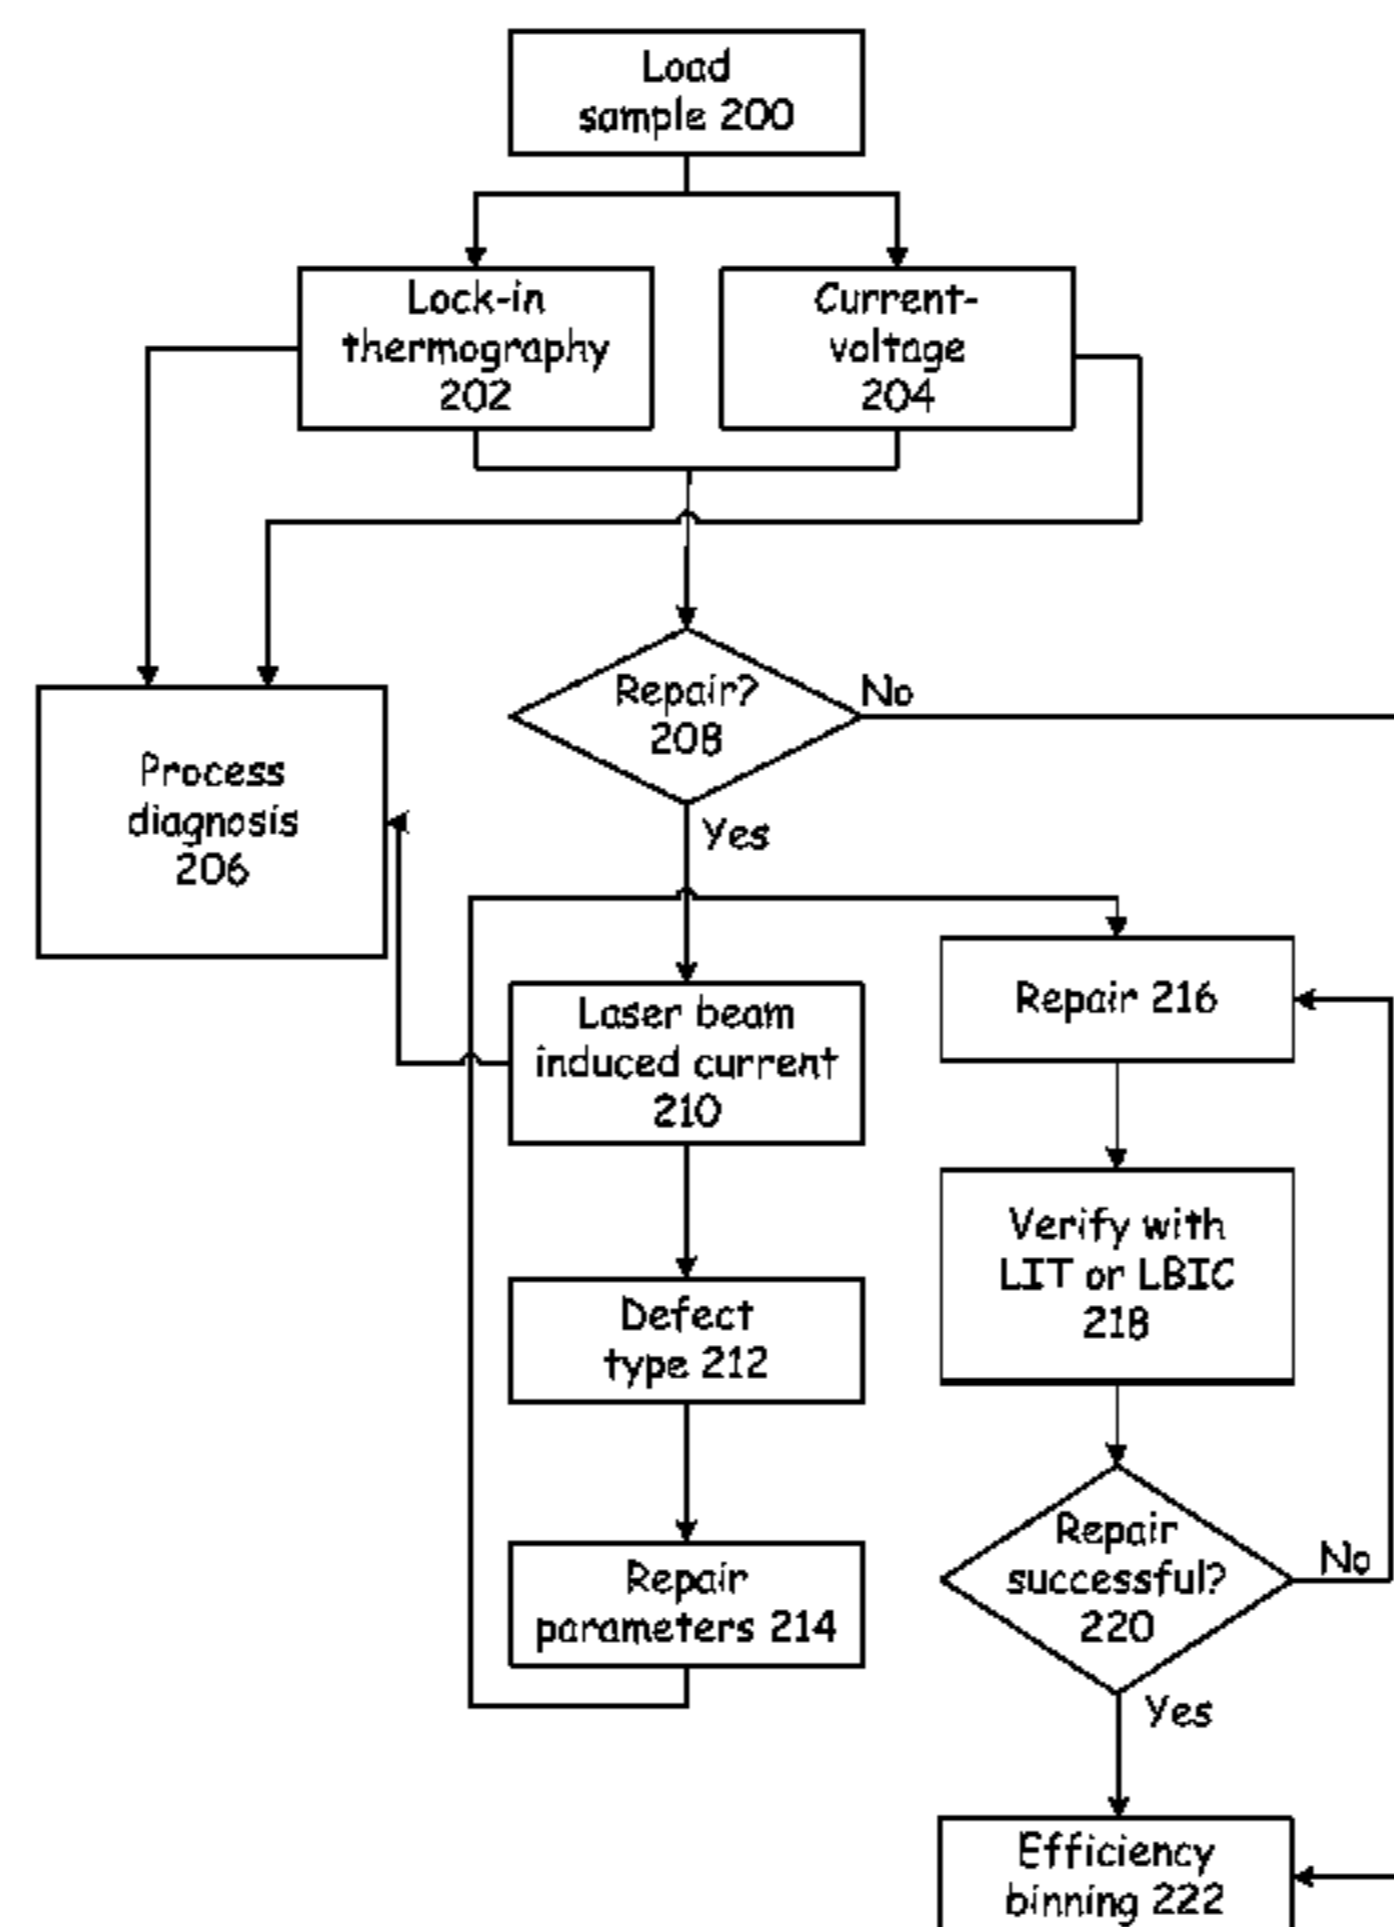 Load
sample 200
Lock-in
thermography
202
Current-
voltage
204
Repair?
208
No
Process
diagnosis
206
Yes
Laser beam
induced current
210
Repair 216
Verify with
LIT or LBIC
218
Defect
type 212
Repair
parameters 214
Repair
successful?
220
No
Yes
Efficiency
binning 222